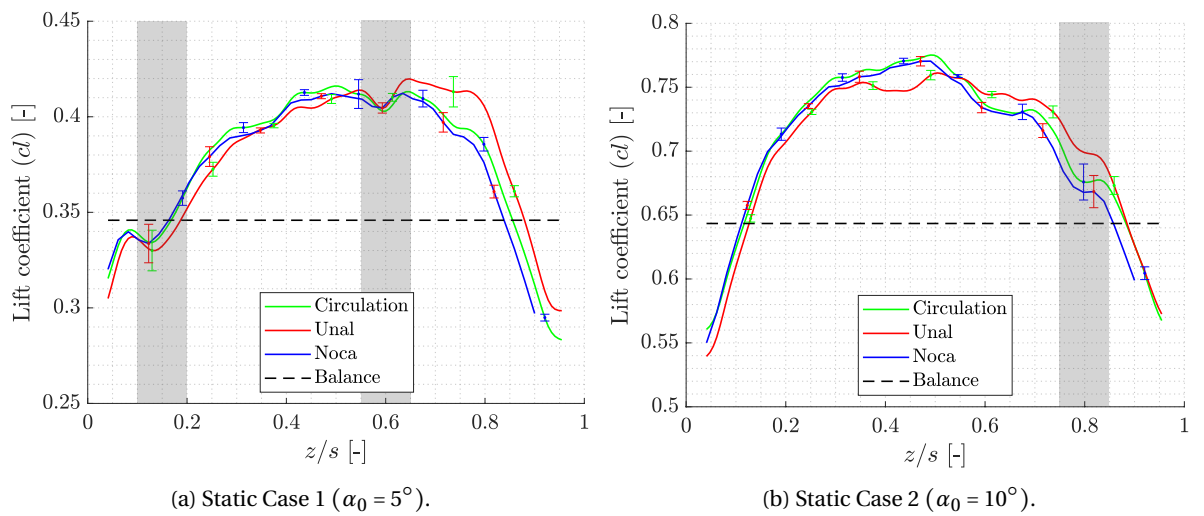 0.45
0.4
0.35
0.3
0.25
Lift coefficient (cl) [-]
0 0.2 0.4 0.6 0.8 1
z/s [-]
Circulation
Unal
Noca
Balance
(a) Static Case 1 (α0 = 5°).
0.8
0.75
0.7
0.65
0.6
0.55
0.5
Lift coefficient (cl) [-]
0 0.2 0.4 0.6 0.8 1
z/s [-]
Circulation
Unal
Noca
Balance
(b) Static Case 2 (α0 = 10°).